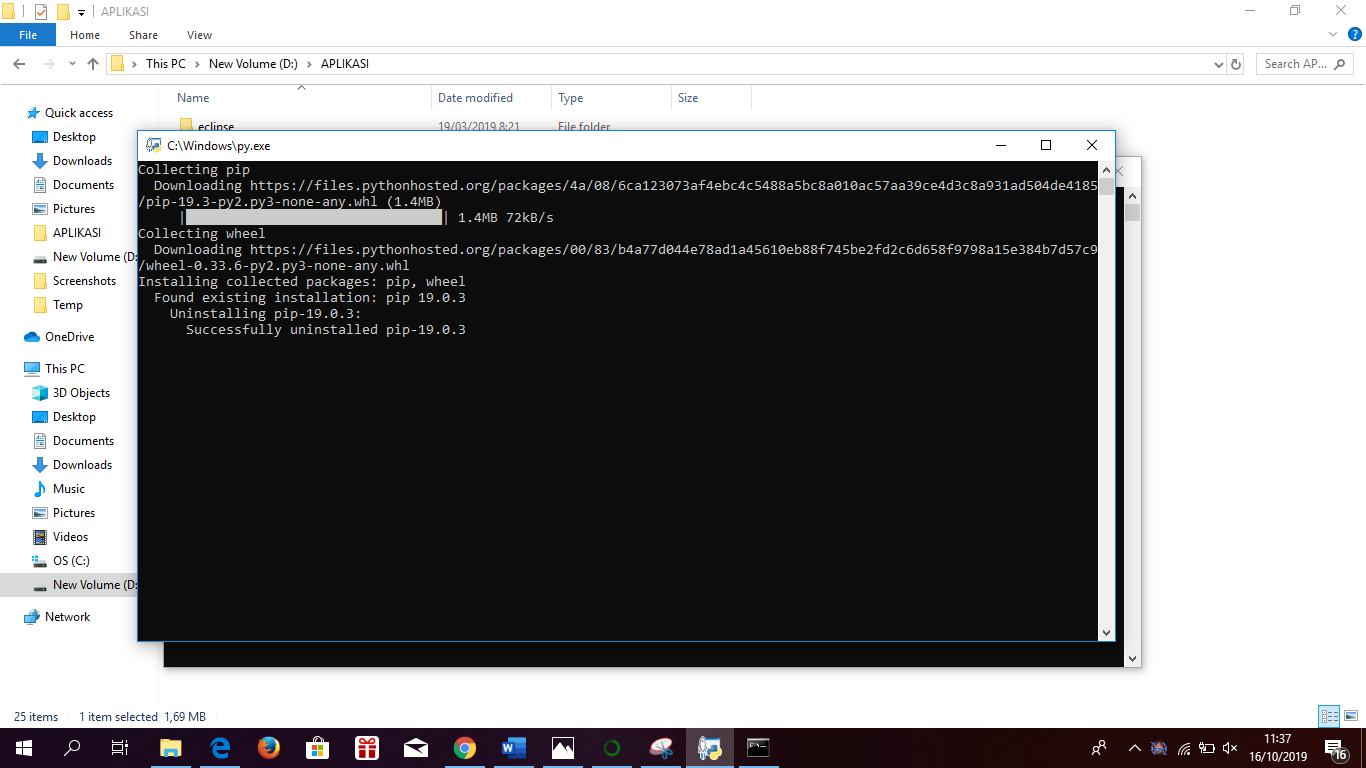 APLIKASI
File Home Share View
This PC New Volume (D:) APLIKASI
Search AP...
Name Date modified Type Size
eclipse 19/03/2019 8:21 File folder
Quick access
Desktop
Downloads
Documents
Pictures
APLIKASI
New Volume (D:
Screenshots
Temp
OneDrive
This PC
3D Objects
Desktop
Documents
Downloads
Music
Pictures
Videos
OS (C:)
New Volume (D:
Network
C:\Windows\py.exe
Collecting pip
Downloading https://files.pythonhosted.org/packages/4a/08/6ca123073af4ebc4c5488a5bc8a010ac57aa39ce4d3c8a931ad504de4185
/pip-19.3-py2.py3-none-any.whl (1.4MB)
| | 1.4MB 72kB/s
Collecting wheel
Downloading https://files.pythonhosted.org/packages/00/83/b4a77d044e78ad1a45610eb88f745be2fd2c6d658f9798a15e384b7d57c9
/wheel-0.33.6-py2.py3-none-any.whl
Installing collected packages: pip, wheel
Found existing installation: pip 19.0.3
Uninstalling pip-19.0.3:
Successfully uninstalled pip-19.0.3
25 items 1 item selected 1,69 MB
11:37
16/10/2019
16